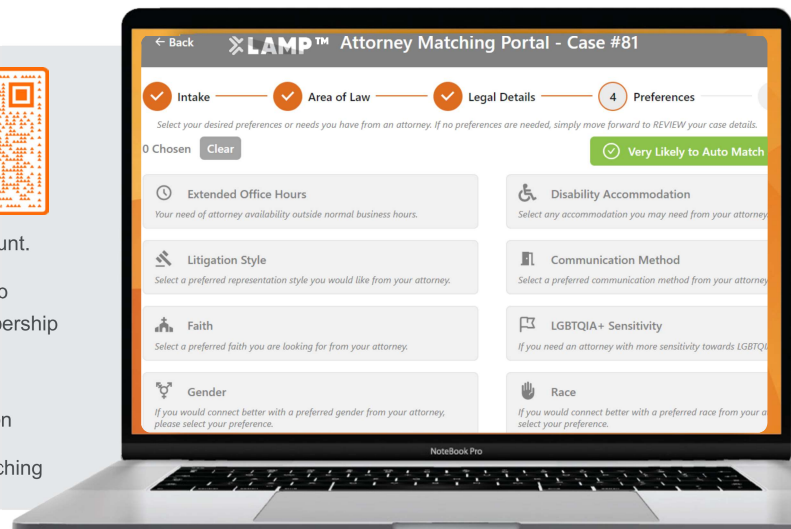 ← Back LAMP™ Attorney Matching Portal - Case #81
Intake Area of Law Legal Details 4 Preferences
Select your desired preferences or needs you have from an attorney. If no preferences are needed, simply move forward to REVIEW your case details.
0 Chosen Clear Very Likely to Auto Match
Extended Office Hours
Your need of attorney availability outside normal business hours.
Disability Accommodation
Select any accommodation you may need from your attorney
Litigation Style
Select a preferred representation style you would like from your attorney.
Communication Method
Select a preferred communication method from your attorney
Faith
Select a preferred faith you are looking for from your attorney.
LGBTQIA+ Sensitivity
If you need an attorney with more sensitivity towards
Gender
If you would connect better with a preferred gender from your attorney,
please select your preference.
Race
If you would connect better with a preferred race from your
select your preference.
NoteBook Pro